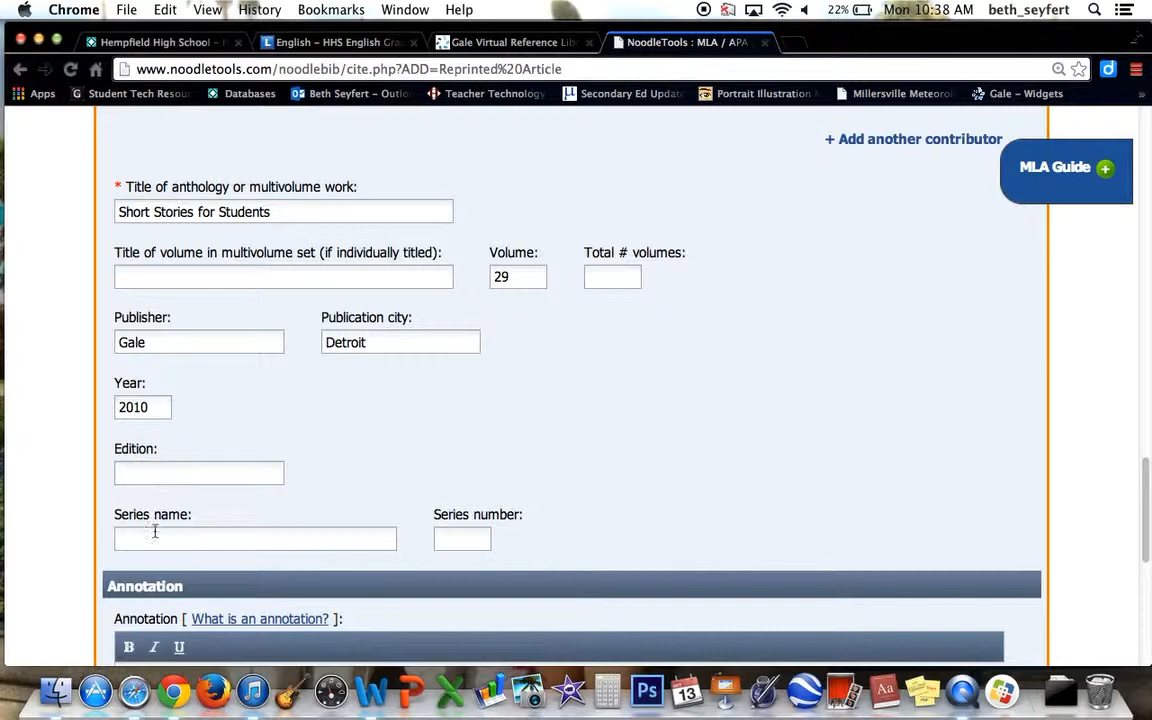 Chrome File Edit View History Bookmarks Window Help 22% Mon 10:38 AM beth_seyfert
Hempfield High School - English – HHS English Gra Gale Virtual Reference Lib NoodleTools : MLA / APA
www.noodletools.com/noodlebib/cite.php?ADD=Reprinted%20Article
Apps Student Tech Resou Databases Beth Seyfert – Outlo Teacher Technology Secondary Ed Update Portrait Illustration Millersville Meteoro Gale – Widgets »
+ Add another contributor
MLA Guide
* Title of anthology or multivolume work:
Short Stories for Students
Title of volume in multivolume set (if individually titled): Volume: Total # volumes:
29
Publisher: Publication city:
Gale Detroit
Year:
2010
Edition:
Series name: Series number:
Annotation
Annotation [ What is an annotation? ]:
B I U